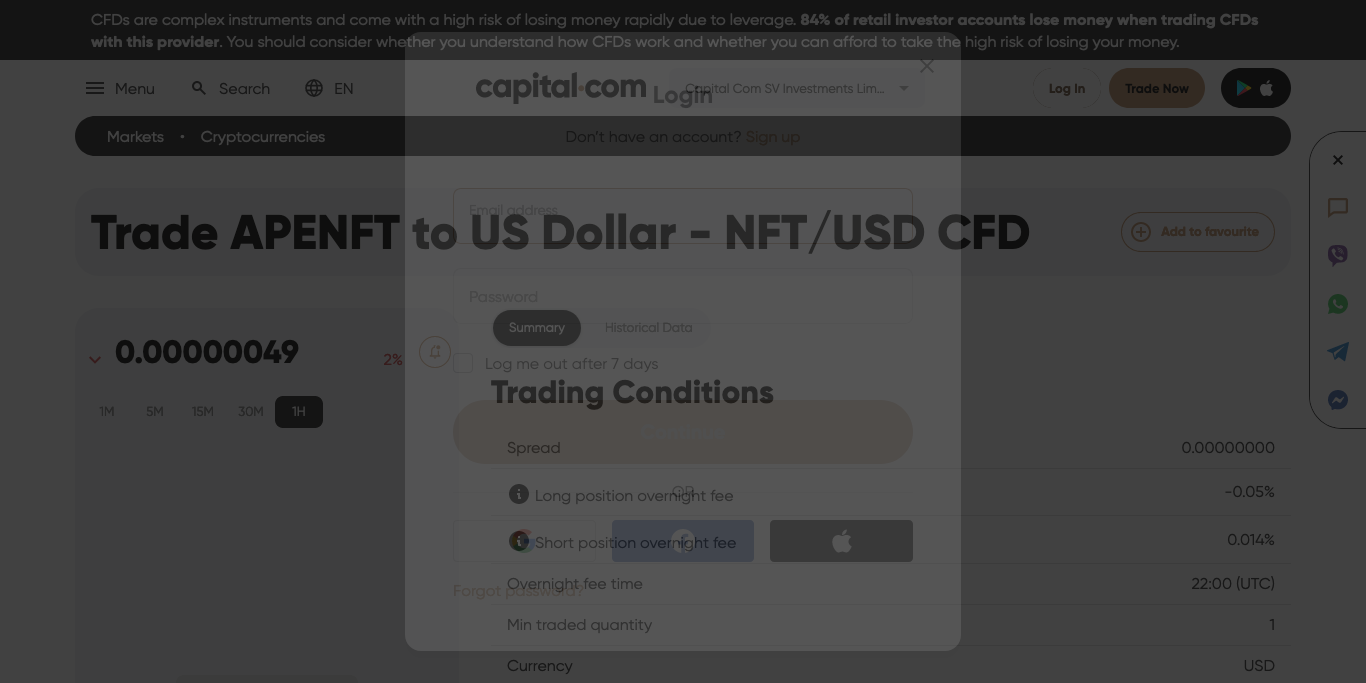 CFDs are complex instruments and come with a high risk of losing money rapidly due to leverage. 84% of retail investor accounts lose money when trading CFDs
with this provider. You should consider whether you understand how CFDs work and whether you can afford to take the high risk of losing your money.
Menu
Search
EN
capital.com
Capital Com SV Investments Lim...
Login
Log In
Trade Now
Markets • Cryptocurrencies
Don't have an account? Sign up
Email address
Trade APENFT to US Dollar - NFT/USD CFD
Add to favourite
Password
Summary
Historical Data
0.00000049
2%
Log me out after 7 days
Trading Conditions
1M
5M
15M
30M
1H
Spread
0.00000000
OR
Long position overnight fee
-0.05%
Short position overnight fee
0.014%
Overnight fee time
22:00 (UTC)
Forgot password?
Min traded quantity
1
Currency
USD